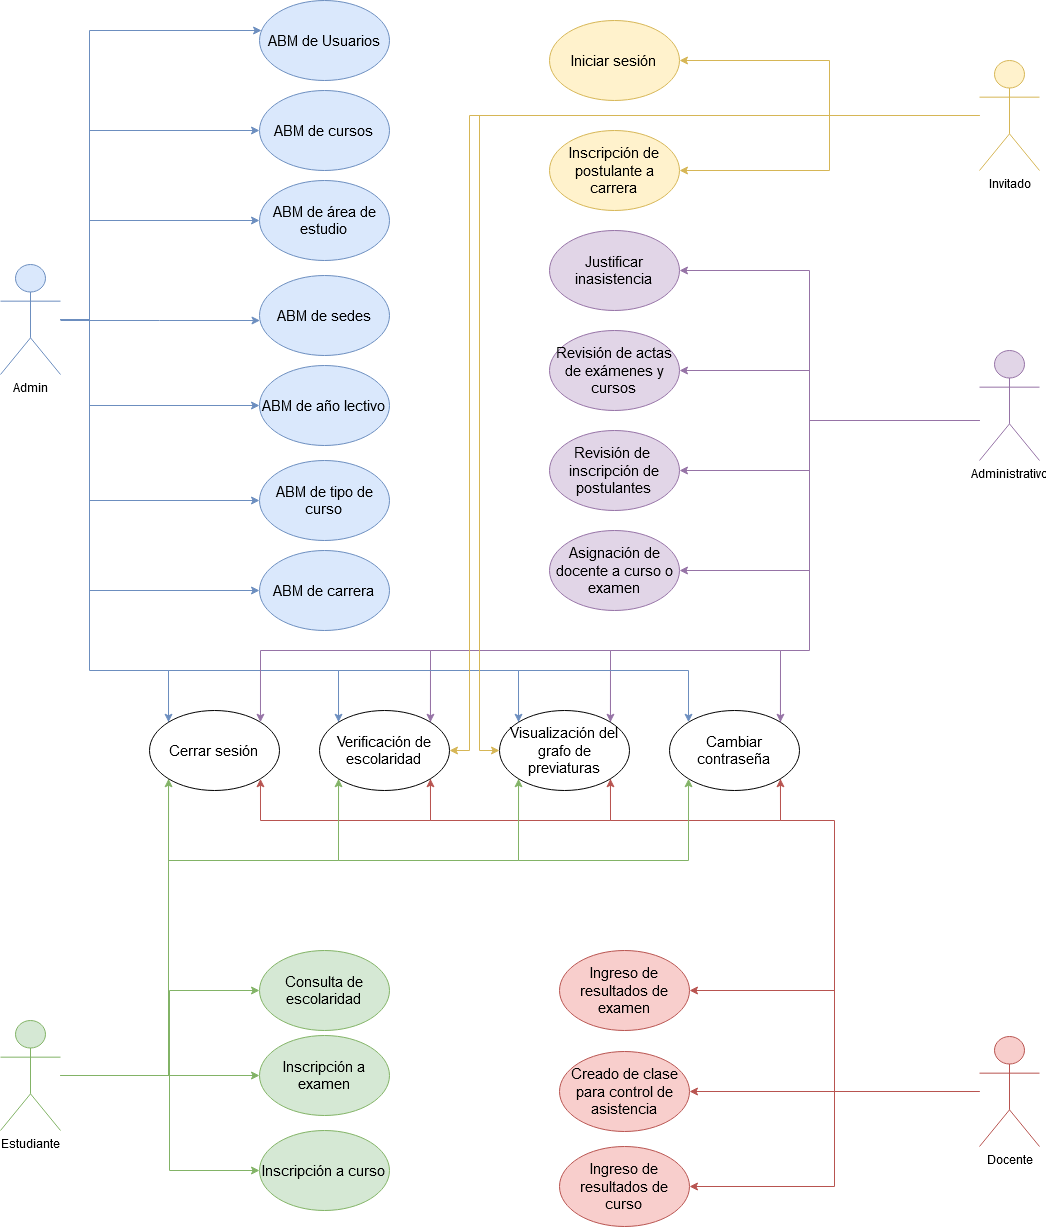 ABM de Usuarios
ABM de cursos
ABM de área de
estudio
ABM de sedes
ABM de año lectivo
ABM de tipo de
curso
ABM de carrera
Admin
Iniciar sesión
Inscripción de
postulante a
carrera
Invitado
Justificar
inasistencia
Revisión de actas
de exámenes y
cursos
Revisión de
inscripción de
postulantes
Asignación de
docente a curso o
examen
Administrativo
Cerrar sesión
Verificación de
escolaridad
Visualización del
grafo de
previaturas
Cambiar
contraseña
Consulta de
escolaridad
Inscripción a
examen
Inscripción a curso
Estudiante
Ingreso de
resultados de
examen
Creado de clase
para control de
asistencia
Ingreso de
resultados de
curso
Docente